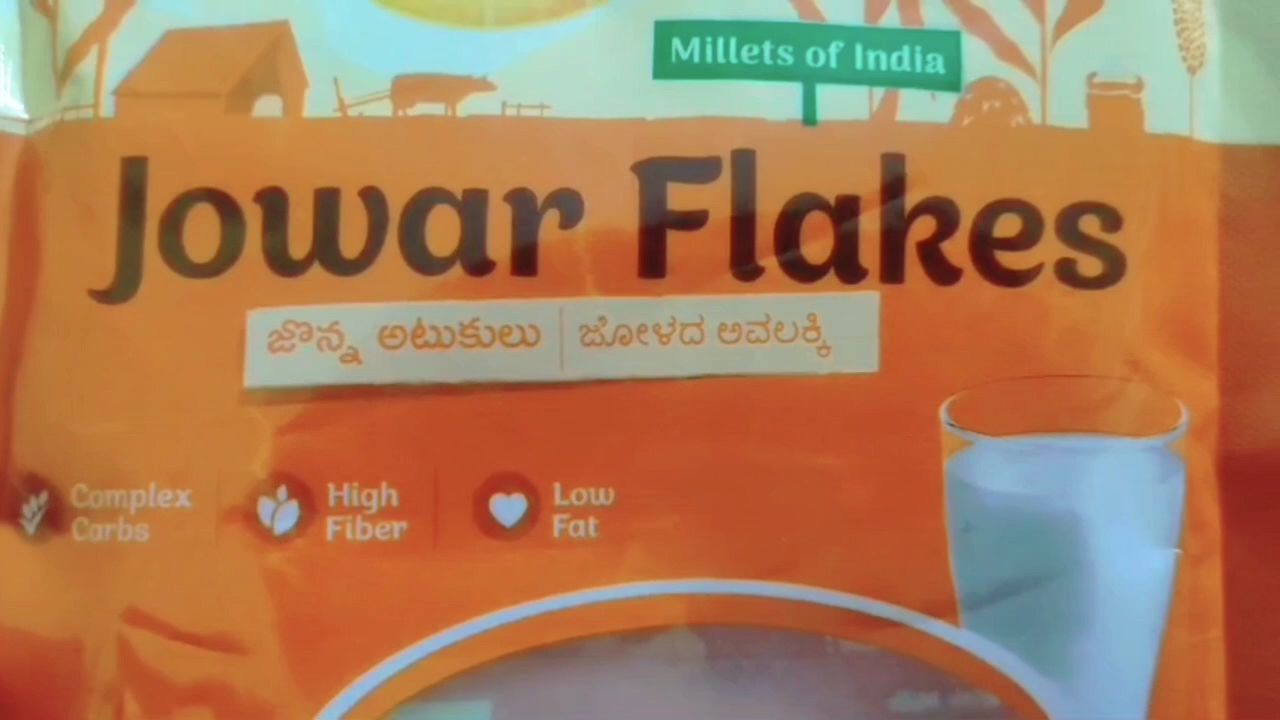 Millets of India
Jowar Flakes
జొన్న అటుకులు | ಜೋಳದ ಅವಲಕ್ಕಿ
Complex Carbs
High Fiber
Low Fat